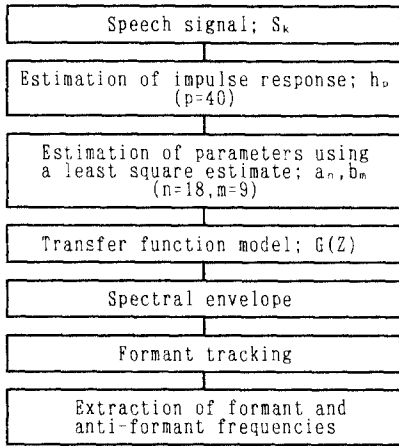 Speech signal; Sₖ
Estimation of impulse response; hₚ
(p=40)
Estimation of parameters using
a least square estimate; aₙ,bₘ
(n=18,m=9)
Transfer function model; G(Z)
Spectral envelope
Formant tracking
Extraction of formant and
anti-formant frequencies